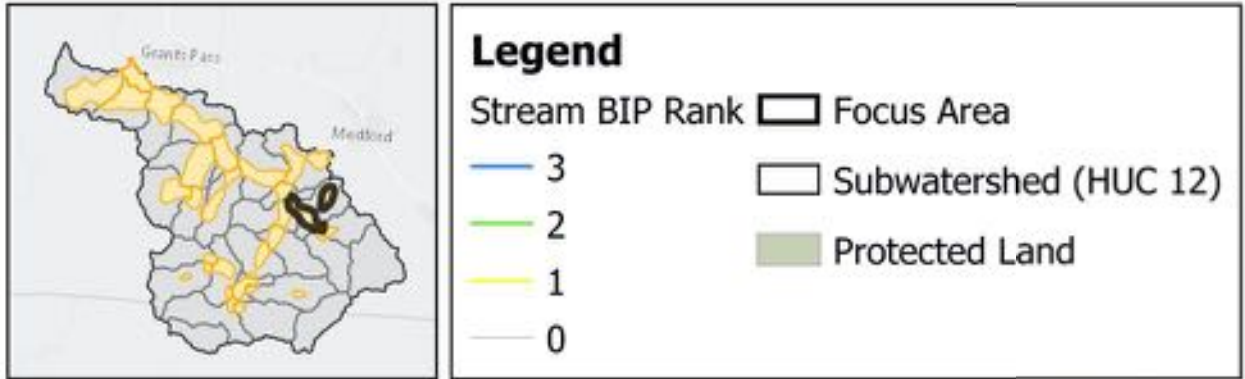 Grants Pass
Medford
Legend
Stream BIP Rank
3
2
1
0
Focus Area
Subwatershed (HUC 12)
Protected Land